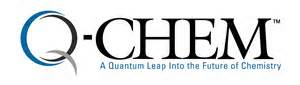 Q-CHEM™
A Quantum Leap Into the Future of Chemistry